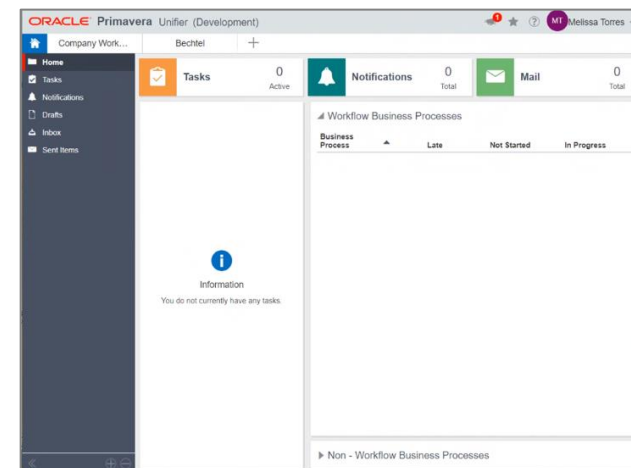 ORACLE Primavera Unifier (Development)
Melissa Torres
MT
Company Work...
Bechtel
Home
Tasks
Notifications
Drafts
Inbox
Sent Items
Tasks
0
Active
Notifications
0
Total
Mail
0
Total
Workflow Business Processes
Business Process
Late
Not Started
In Progress
Information
You do not currently have any tasks.
Non - Workflow Business Processes